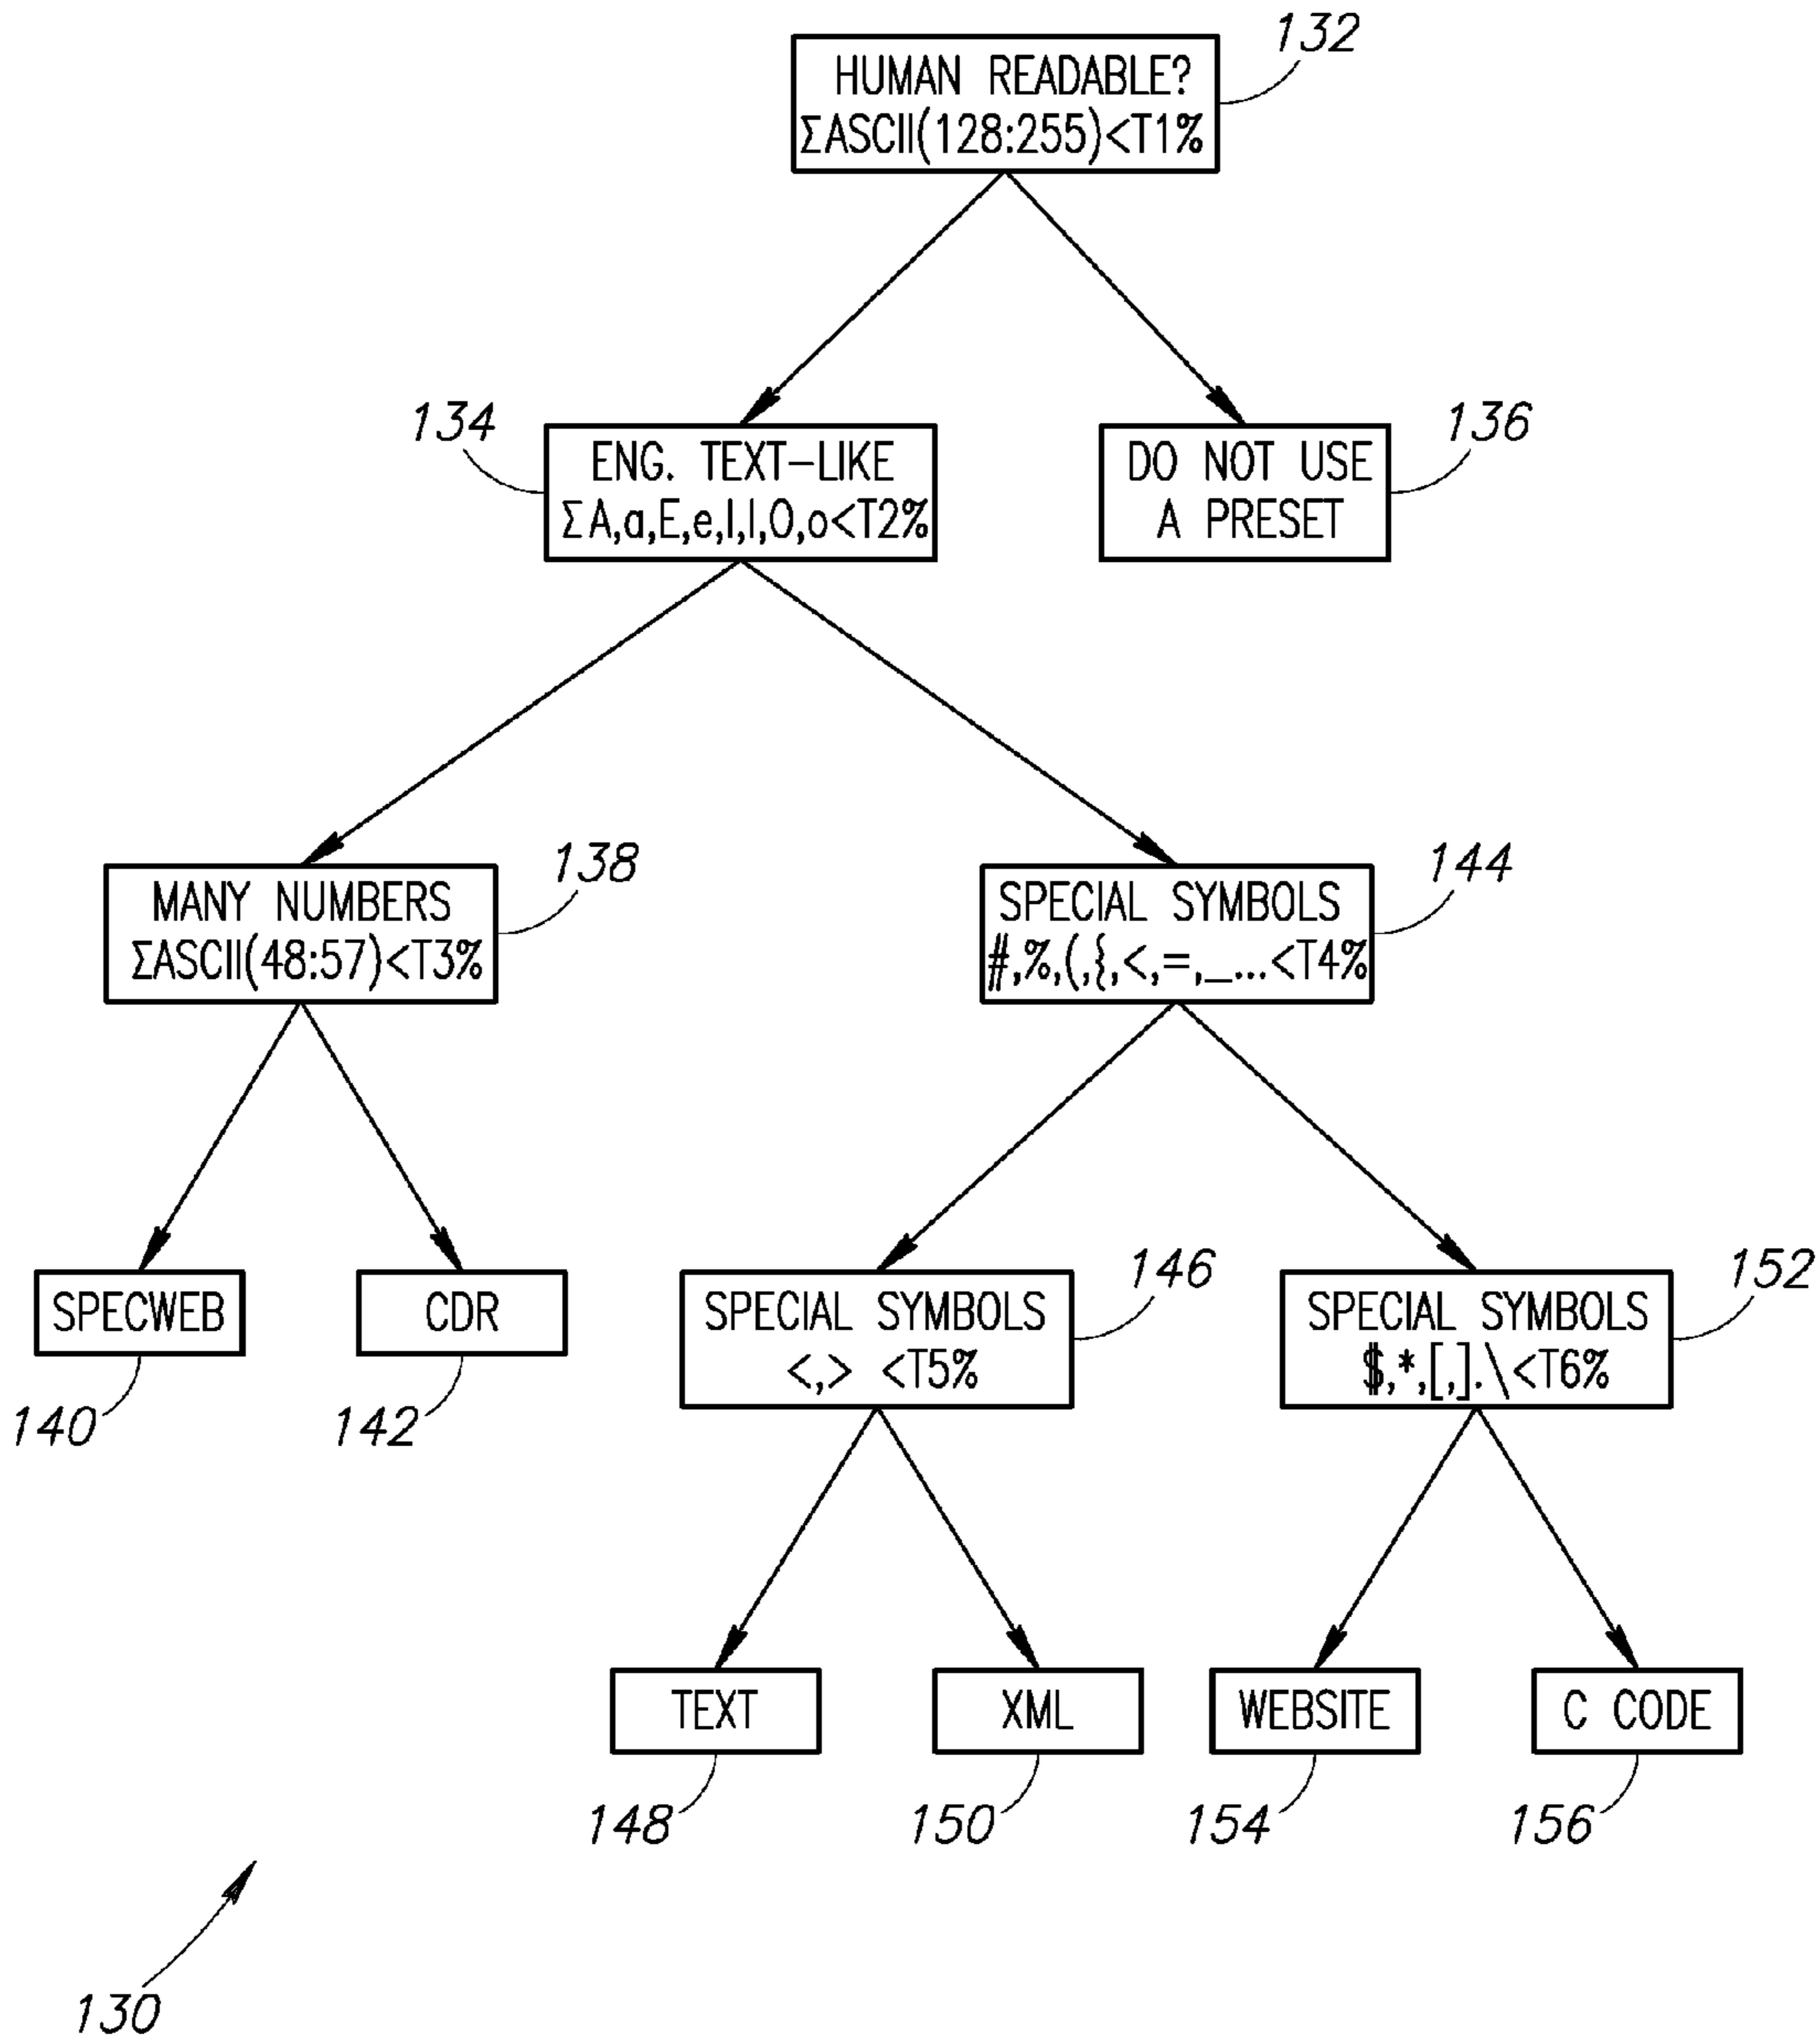 132
HUMAN READABLE?
ΣASCII(128:255)<T1%
134
ENG. TEXT-LIKE
ΣA,a,E,e,I,I,O,o<T2%
136
DO NOT USE
A PRESET
138
MANY NUMBERS
ΣASCII(48:57)<T3%
144
SPECIAL SYMBOLS
#,%,(,{,<,=,_...<T4%
SPECWEB
140
CDR
142
146
SPECIAL SYMBOLS
<,> <T5%
152
SPECIAL SYMBOLS
$,*,[,].\<T6%
TEXT
148
XML
150
WEBSITE
154
C CODE
156
130